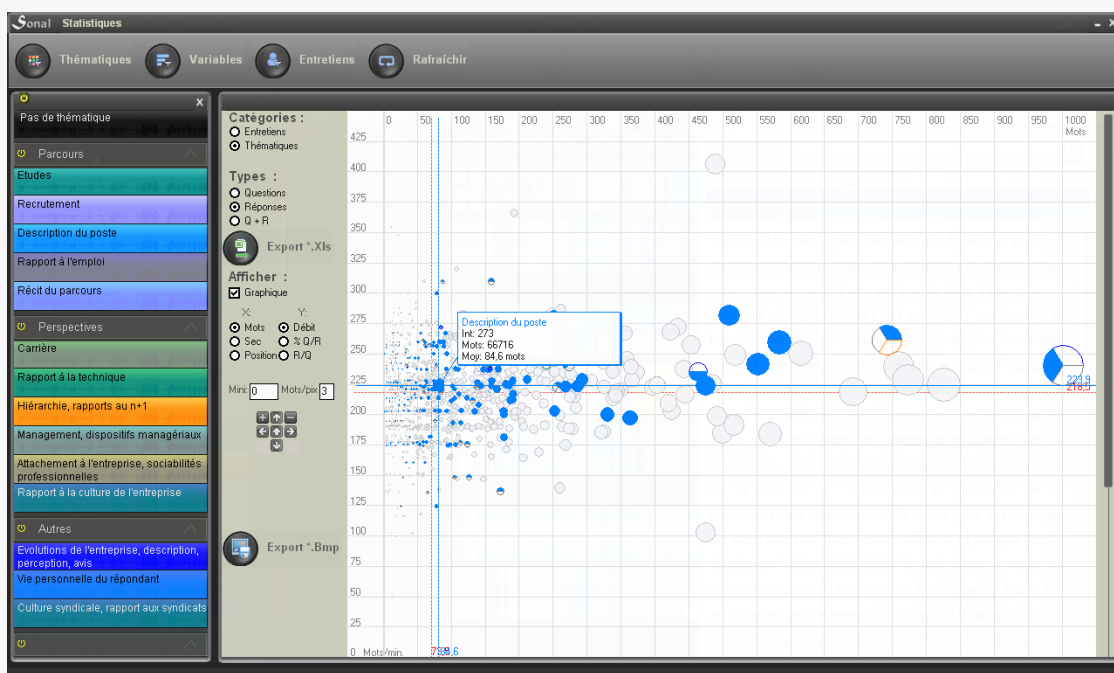 Sonal Statistiques
Thématiques Variables Entretiens Rafraîchir
x
Pas de thématique
Parcours
Etudes
Recrutement
Description du poste
Rapport à l'emploi
Récit du parcours
Perspectives
Carrière
Rapport à la technique
Hiérarchie, rapports au n+1
Management, dispositifs managériaux
Attachement à l'entreprise, sociabilités
professionnelles
Rapport à la culture de l'entreprise
Autres
Evolutions de l'entreprise, description,
perception, avis
Vie personnelle du répondant
Culture syndicale, rapport aux syndicats
Catégories :
Entretiens
Thématiques
Types :
Questions
Réponses
Q + R
Export *.Xls
Afficher :
Graphique
X: Y:
Mots Débit
Sec % Q/R
Position R/Q
Mini: 0 Mots/pix 3
Export *.Bmp
0 50 100 150 200 250 300 350 400 450 500 550 600 650 700 750 800 850 900 950 1000
Mots
425
400
375
350
325
300
275
250
225
200
175
150
125
100
75
50
25
0 Mots/min.
Description du poste
Int: 273
Mots: 66716
Moy: 84,6 mots
223,9